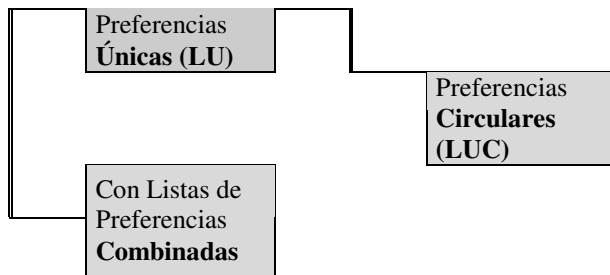 Preferencias
Únicas (LU)
Preferencias
Circulares
(LUC)
Con Listas de
Preferencias
Combinadas